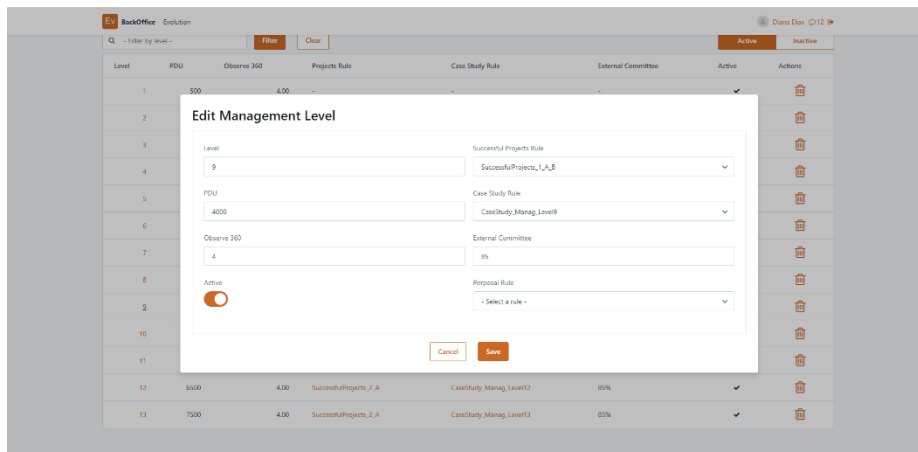 Ev BackOffice Evolution Diana Dias 12
- Filter by level - Filter Clear Active Inactive
Level PDU Observe 360 Projects Rule Case Study Rule External Committee Active Actions
1 500 4.00 - - -
2
3
4
5
6
7
8
9
10
11
Edit Management Level
Level Successful Projects Rule
9 SuccessfulProjects_1_A_B
PDU Case Study Rule
4000 CaseStudy_Manag_Level9
Observe 360 External Committee
4 85
Active Porposal Rule
- Select a rule -
Cancel Save
12 6500 4.00 SuccessfulProjects_2_A CaseStudy_Manag_Level12 85%
13 7500 4.00 SuccessfulProjects_2_A CaseStudy_Manag_Level13 85%